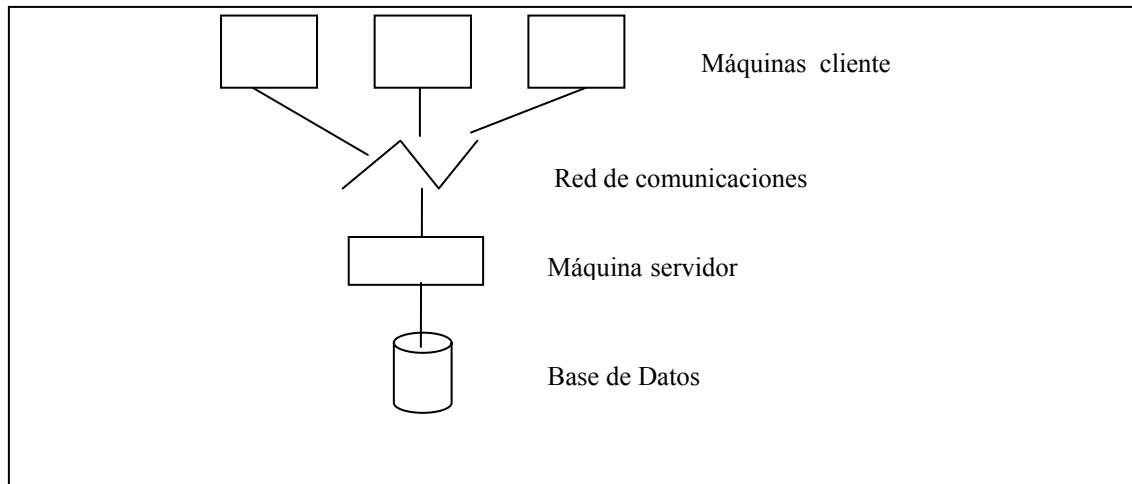 Máquinas cliente
Red de comunicaciones
Máquina servidor
Base de Datos